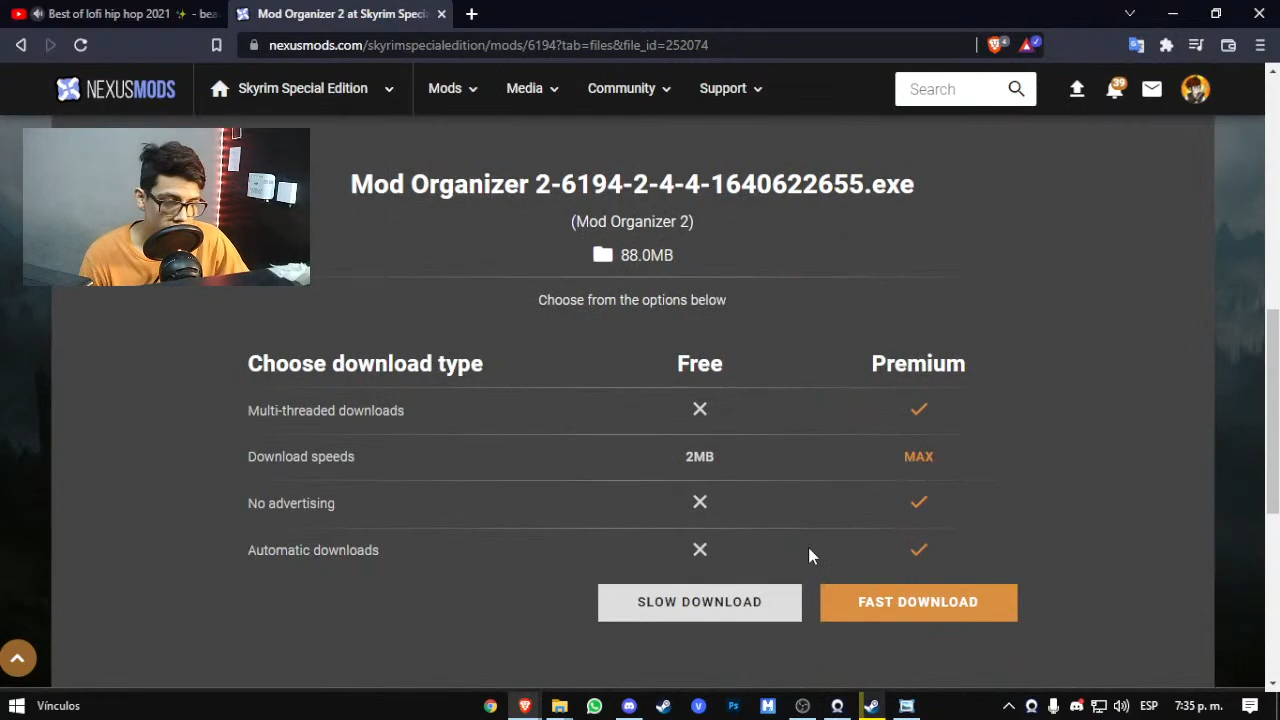 Best of lofi hip hop 2021 ✨ - bea
Mod Organizer 2 at Skyrim Speci
nexusmods.com/skyrimspecialedition/mods/6194?tab=files&file_id=252074
4
NEXUSMODS
Skyrim Special Edition
Mods
Media
Community
Support
Search
39
Mod Organizer 2-6194-2-4-4-1640622655.exe
(Mod Organizer 2)
88.0MB
Choose from the options below
Choose download type
Free
Premium
Multi-threaded downloads
Download speeds
2MB
MAX
No advertising
Automatic downloads
SLOW DOWNLOAD
FAST DOWNLOAD
Vínculos
ESP
7:35 p. m.